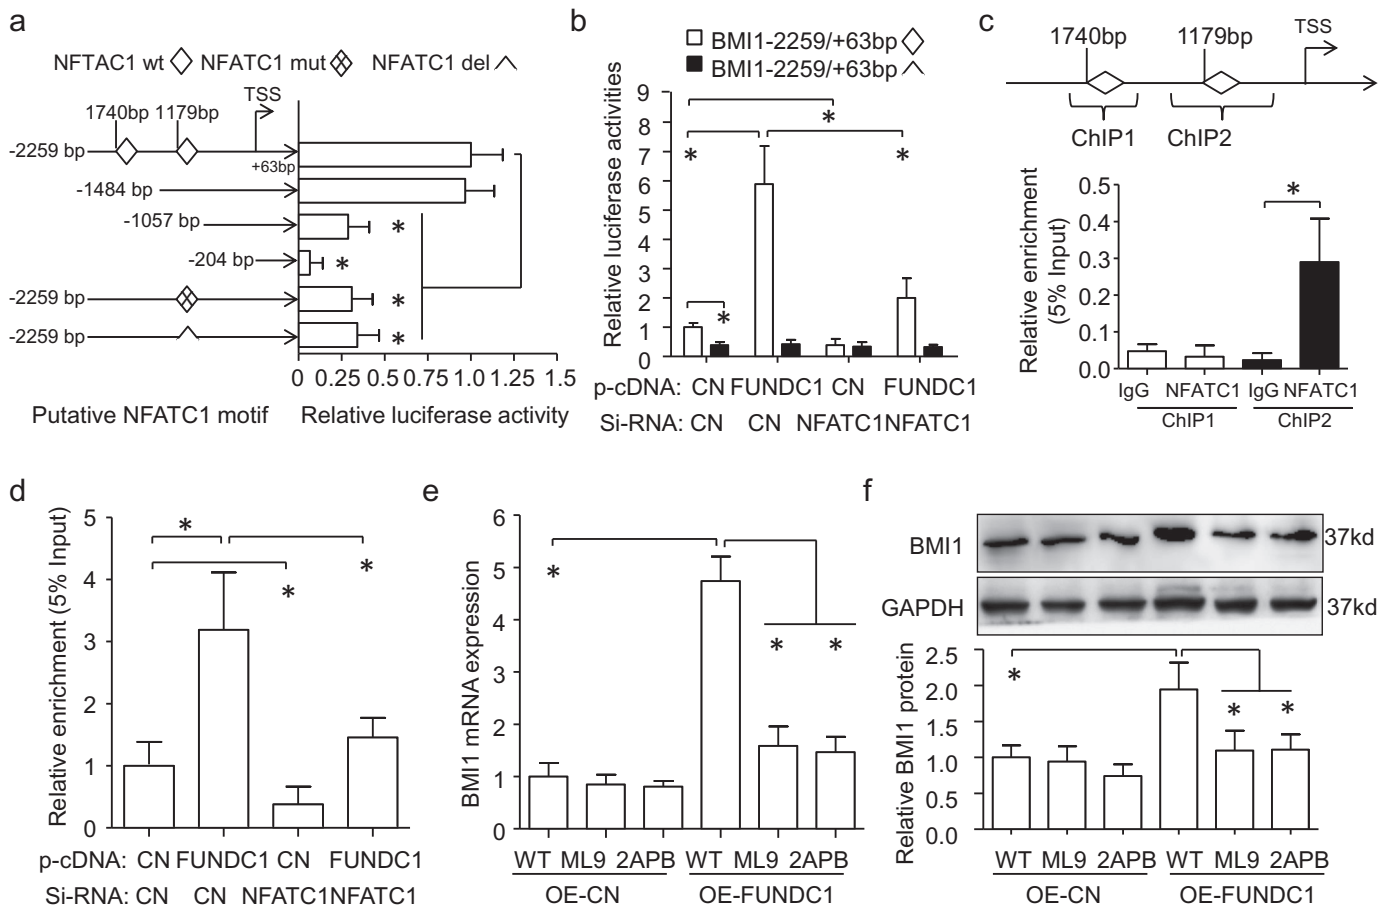 a
NFTAC1 wt NFATC1 mut NFATC1 del
1740bp 1179bp TSS
-2259 bp +63bp
-1484 bp
-1057 bp *
-204 bp *
-2259 bp *
-2259 bp *
0 0.25 0.5 0.75 1.0 1.25 1.5
Putative NFATC1 motif Relative luciferase activity
b
BMI1-2259/+63bp
BMI1-2259/+63bp
Relative luciferase activities
9
8
7
6
5
4
3
2
1
0
* * * *
p-cDNA: CN FUNDC1 CN FUNDC1
Si-RNA: CN CN NFATC1 NFATC1
c
1740bp 1179bp TSS
ChIP1 ChIP2
Relative enrichment
(5% Input)
0.5
0.4
0.3
0.2
0.1
0.0
*
IgG NFATC1 IgG NFATC1
ChIP1 ChIP2
d
Relative enrichment (5% Input)
5
4
3
2
1
0
* * *
p-cDNA: CN FUNDC1 CN FUNDC1
Si-RNA: CN CN NFATC1 NFATC1
e
BMI1 mRNA expression
6
5
4
3
2
1
0
* * *
WT ML9 2APB WT ML9 2APB
OE-CN OE-FUNDC1
f
BMI1 37kd
GAPDH 37kd
Relative BMI1 protein
2.5
2.0
1.5
1.0
0.5
0.0
* * *
WT ML9 2APB WT ML9 2APB
OE-CN OE-FUNDC1